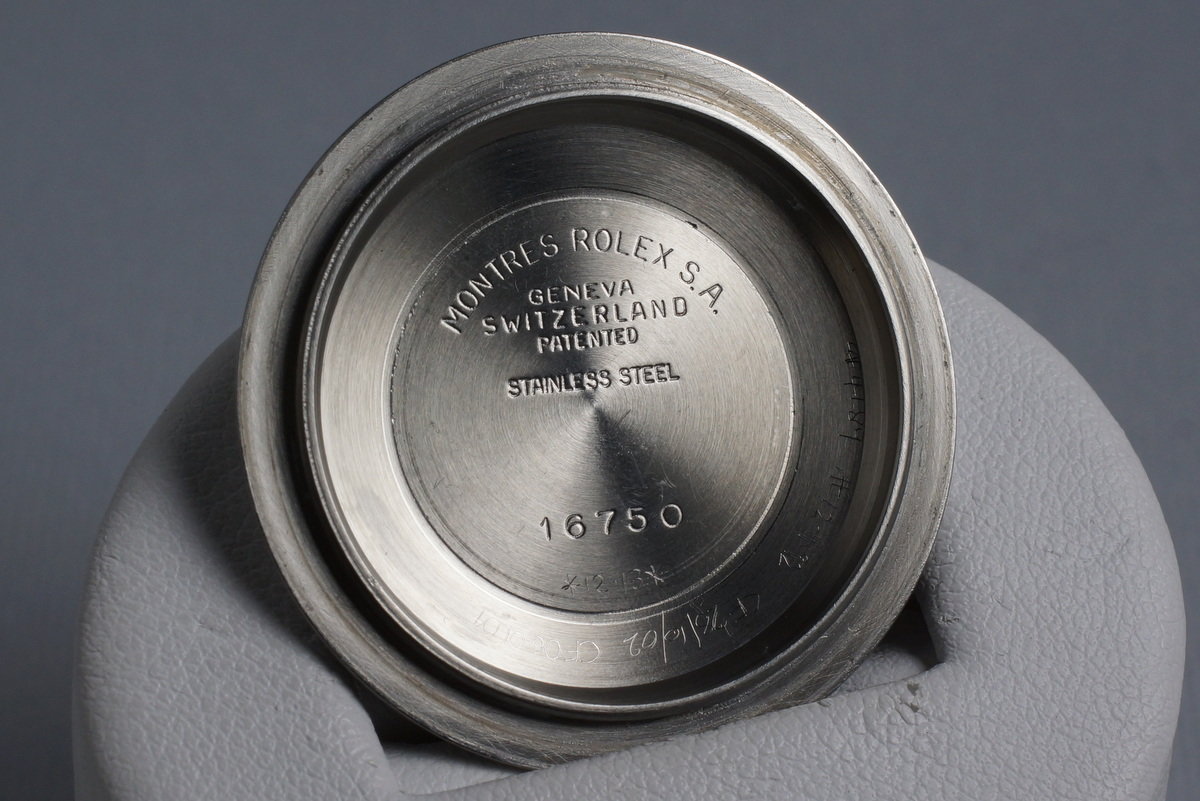 MONTRES ROLEX S.A.
GENEVA
SWITZERLAND
PATENTED
STAINLESS STEEL
16750